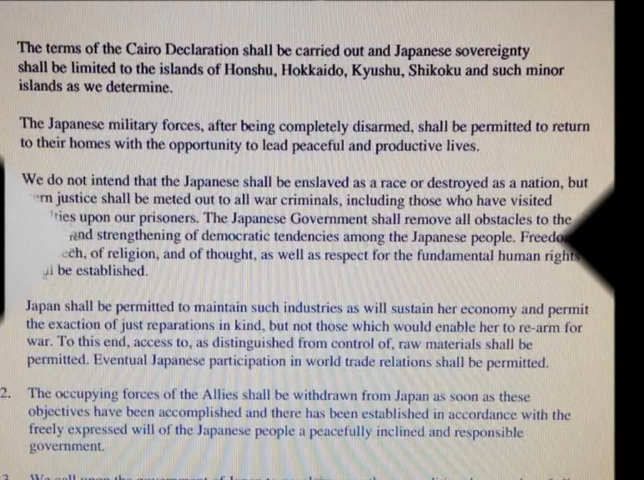 The terms of the Cairo Declaration shall be carried out and Japanese sovereignty
shall be limited to the islands of Honshu, Hokkaido, Kyushu, Shikoku and such minor
islands as we determine.
The Japanese military forces, after being completely disarmed, shall be permitted to return
to their homes with the opportunity to lead peaceful and productive lives.
We do not intend that the Japanese shall be enslaved as a race or destroyed as a nation, but
justice shall be meted out to all war criminals, including those who have visited
upon our prisoners. The Japanese Government shall remove all obstacles to the
and strengthening of democratic tendencies among the Japanese people.
of religion, and of thought, as well as respect for the fundamental human rights
be established.
Japan shall be permitted to maintain such industries as will sustain her economy and permit
the exaction of just reparations in kind, but not those which would enable her to re-arm for
war. To this end, access to, as distinguished from control of, raw materials shall be
permitted. Eventual Japanese participation in world trade relations shall be permitted.
2. The occupying forces of the Allies shall be withdrawn from Japan as soon as these
objectives have been accomplished and there has been established in accordance with the
freely expressed will of the Japanese people a peacefully inclined and responsible
government.